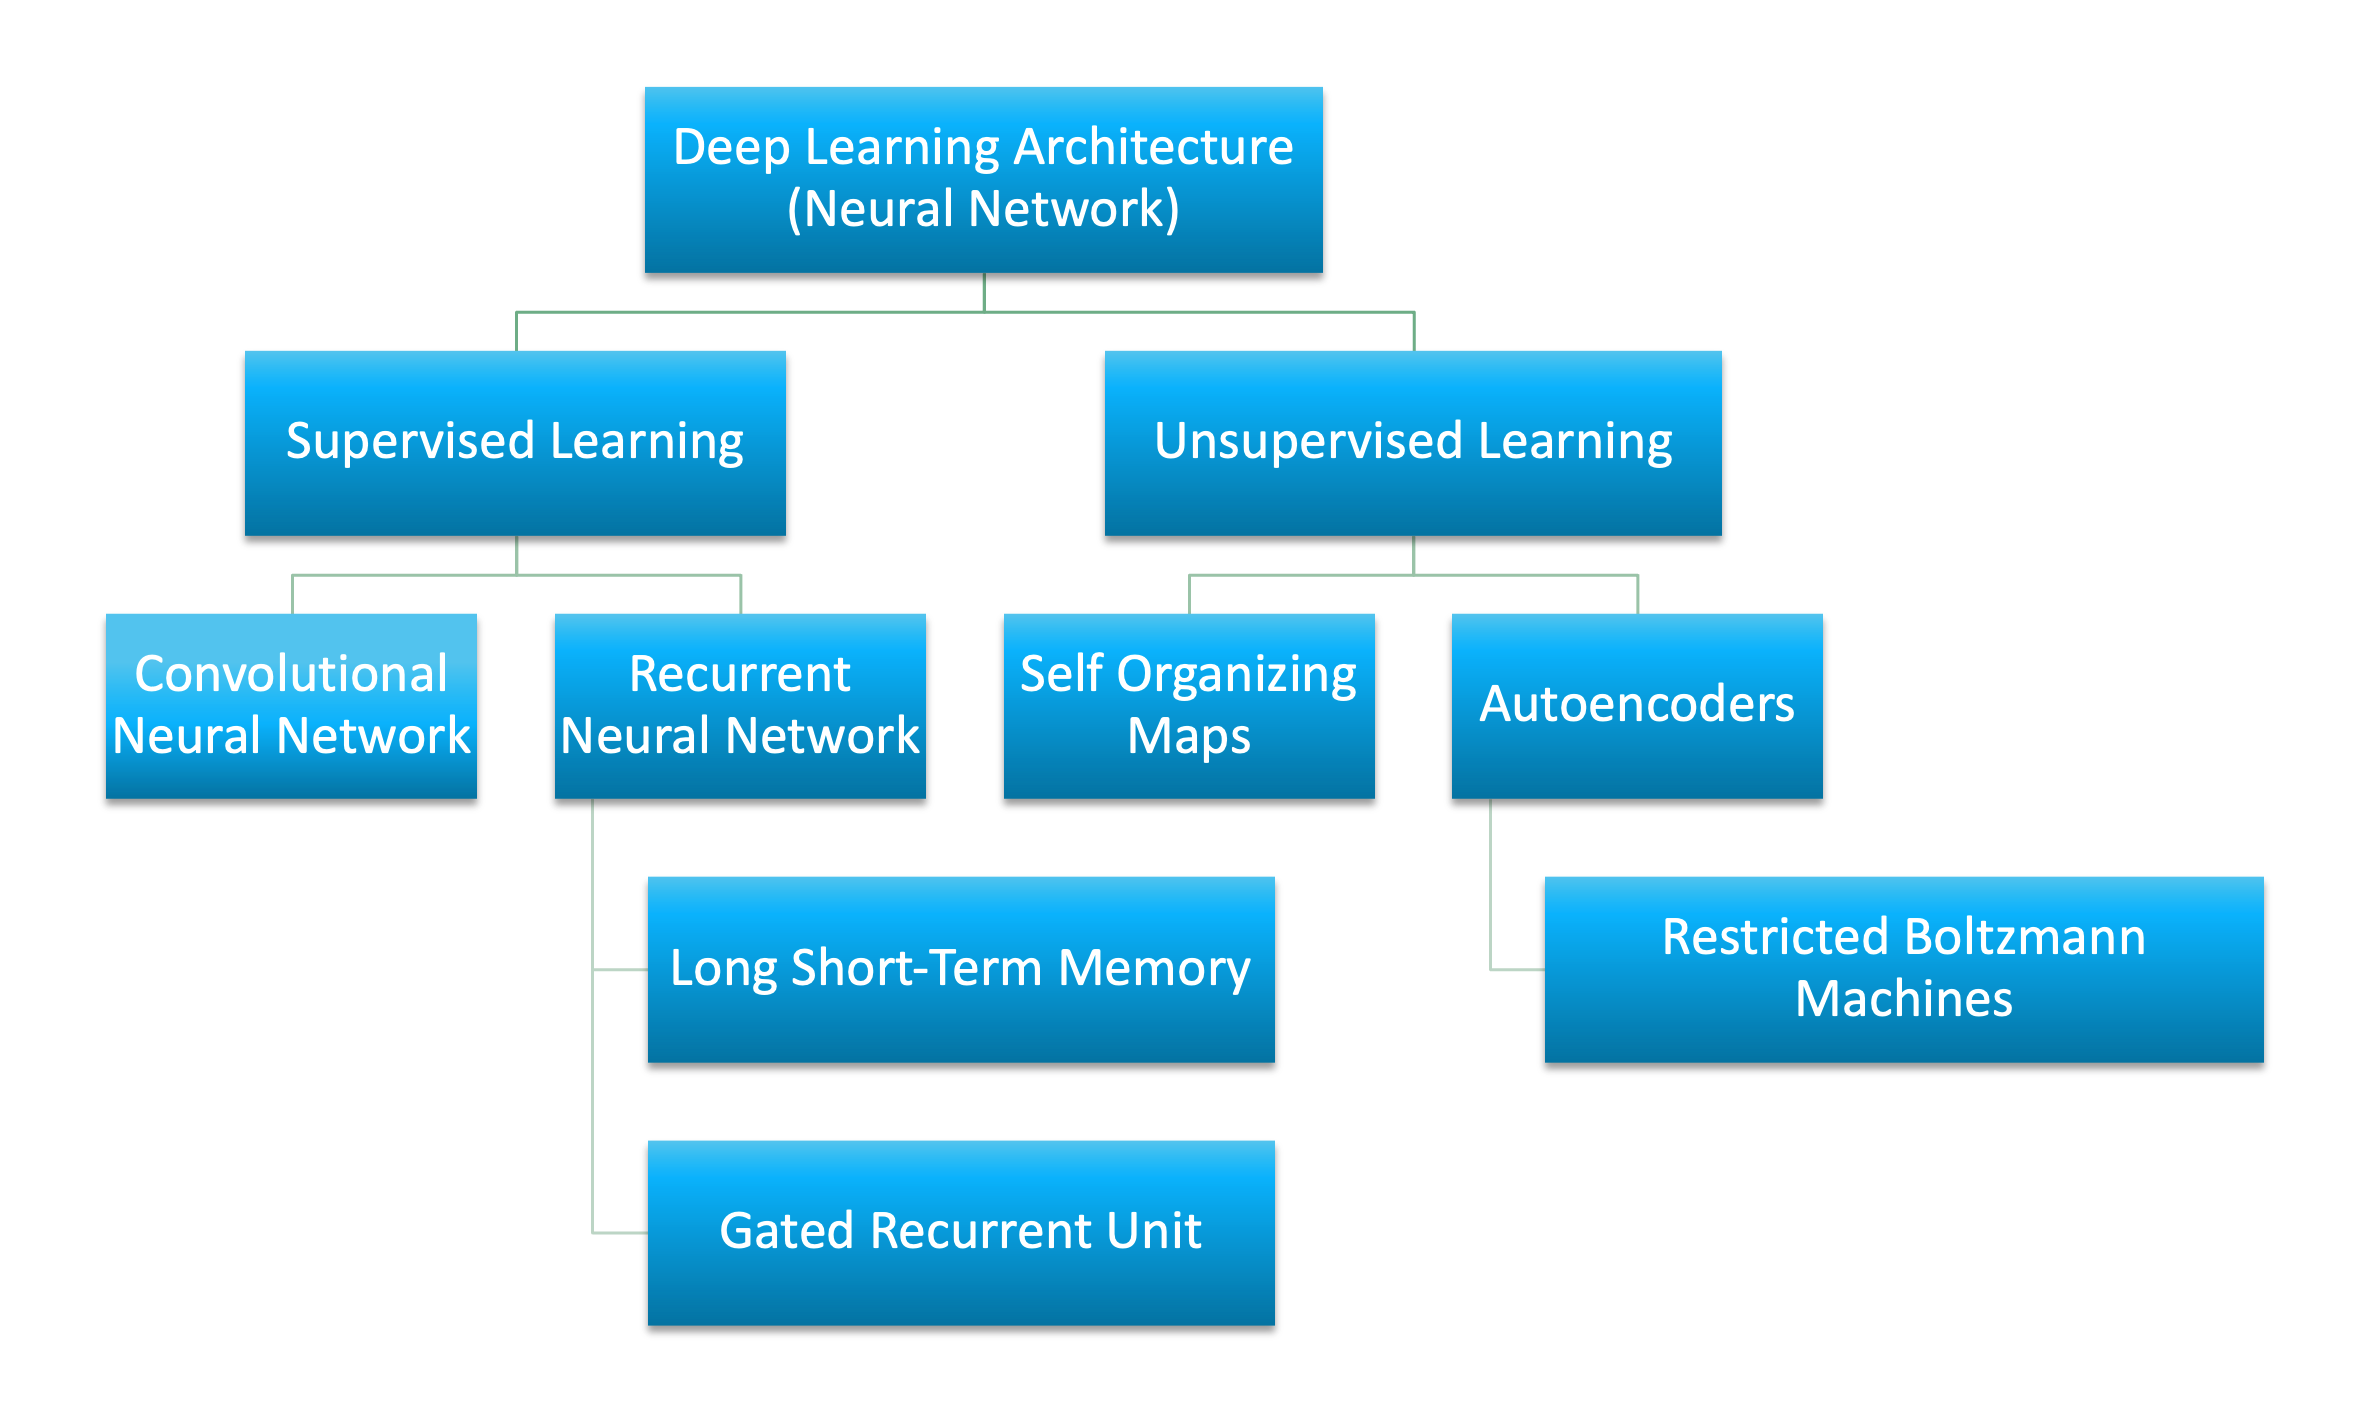 Deep Learning Architecture
(Neural Network)
Supervised Learning
Unsupervised Learning
Convolutional
Neural Network
Recurrent
Neural Network
Self Organizing
Maps
Autoencoders
Long Short-Term Memory
Restricted Boltzmann
Machines
Gated Recurrent Unit